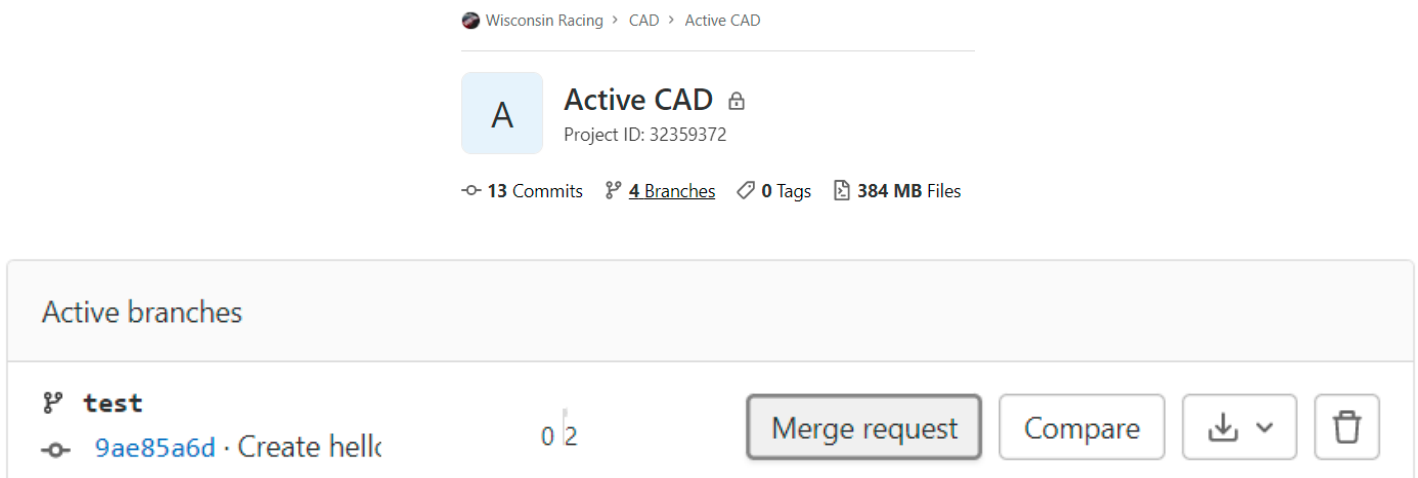 Wisconsin Racing > CAD > Active CAD
A
Active CAD
Project ID: 32359372
13 Commits 4 Branches 0 Tags 384 MB Files
Active branches
test
9ae85a6d · Create
0 2
Merge request
Compare